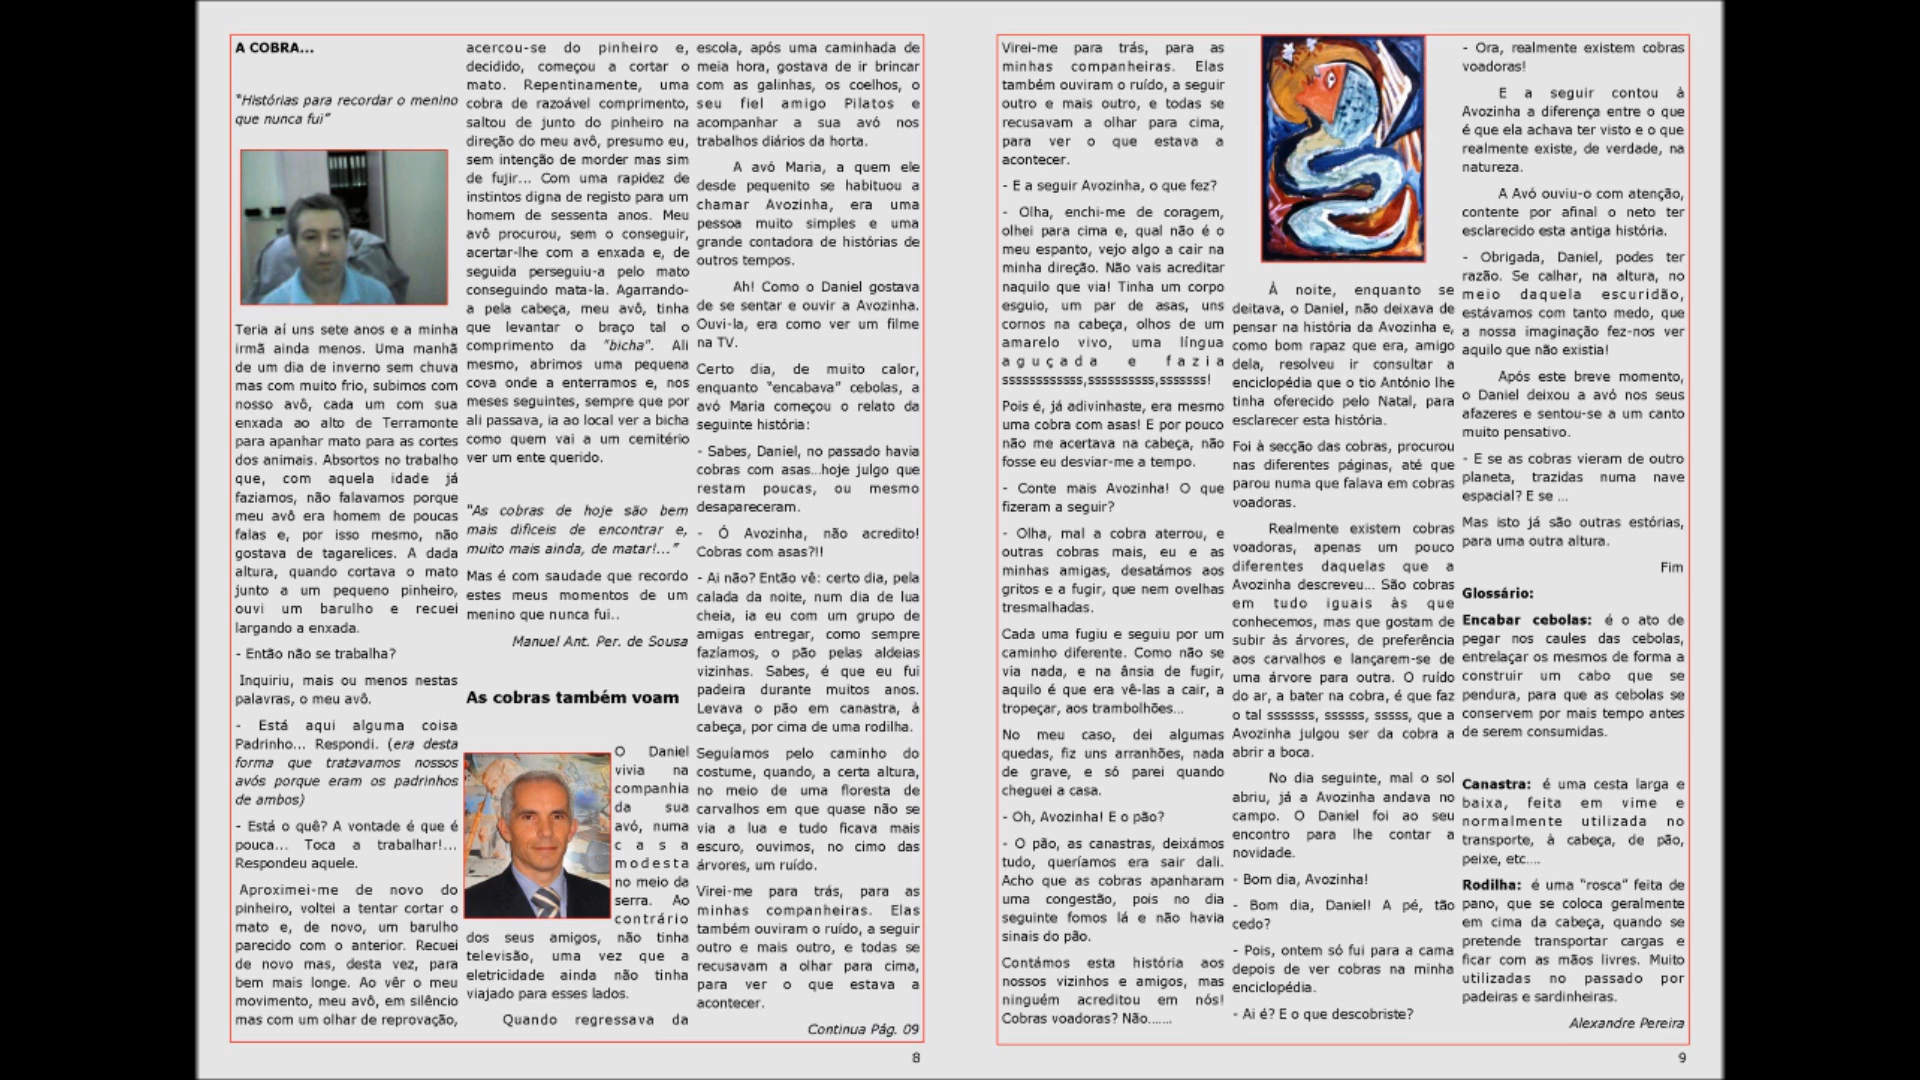 A COBRA...
"Histórias para recordar o menino
que nunca fui"
Teria aí uns sete anos e a minha
irmã ainda menos. Uma manhã
de um dia de inverno sem chuva
mas com muito frio, subimos com
nosso avô, cada um com sua
enxada ao alto de Terramonte
para apanhar mato para as cortes
dos animais. Absortos no trabalho
que, com aquela idade já
faziamos, não falavamos porque
meu avô era homem de poucas
falas e, por isso mesmo, não
gostava de tagarelices. A dada
altura, quando cortava o mato
junto a um pequeno pinheiro,
ouvi um barulho e recuei
largando a enxada.
- Então não se trabalha?
Inquiriu, mais ou menos nestas
palavras, o meu avô.
- Está aqui alguma coisa
Padrinho... Respondi. (era desta
forma que tratavamos nossos
avós porque eram os padrinhos
de ambos)
- Está o quê? A vontade é que é
pouca... Toca a trabalhar!...
Respondeu aquele.
Aproximei-me de novo do
pinheiro, voltei a tentar cortar o
mato e, de novo, um barulho
parecido com o anterior. Recuei
de novo mas, desta vez, para
bem mais longe. Ao vêr o meu
movimento, meu avô, em silêncio
mas com um olhar de reprovação,
acercou-se do pinheiro e,
decidido, começou a cortar o
mato. Repentinamente, uma
cobra de razoável comprimento,
saltou de junto do pinheiro na
direção do meu avô, presumo eu,
sem intenção de morder mas sim
de fujir... Com uma rapidez de
instintos digna de registo para um
homem de sessenta anos. Meu
avô procurou, sem o conseguir,
acertar-lhe com a enxada e, de
seguida perseguiu-a pelo mato
conseguindo mata-la. Agarrando-
a pela cabeça, meu avô, tinha
que levantar o braço tal o
comprimento da "bicha". Ali
mesmo, abrimos uma pequena
cova onde a enterramos e, nos
meses seguintes, sempre que por
ali passava, ia ao local ver a bicha
como quem vai a um cemitério
ver um ente querido.
"As cobras de hoje são bem
mais dificeis de encontrar e,
muito mais ainda, de matar!..."
Mas é com saudade que recordo
estes meus momentos de um
menino que nunca fui..
Manuel Ant. Per. de Sousa
As cobras também voam
O Daniel
vivia na
companhia
da sua
avó, numa
casa
modesta
no meio da
serra. Ao
contrário
dos seus amigos, não tinha
televisão, uma vez que a
eletricidade ainda não tinha
viajado para esses lados.
Quando regressava da
escola, após uma caminhada de
meia hora, gostava de ir brincar
com as galinhas, os coelhos, o
seu fiel amigo Pilatos e
acompanhar a sua avó nos
trabalhos diários da horta.
A avó Maria, a quem ele
desde pequenito se habituou a
chamar Avozinha, era uma
pessoa muito simples e uma
grande contadora de histórias de
outros tempos.
Ah! Como o Daniel gostava
de se sentar e ouvir a Avozinha.
Ouvi-la, era como ver um filme
na TV.
Certo dia, de muito calor,
enquanto "encabava" cebolas, a
avó Maria começou o relato da
seguinte história:
- Sabes, Daniel, no passado havia
cobras com asas...hoje julgo que
restam poucas, ou mesmo
desapareceram.
- Ó Avozinha, não acredito!
Cobras com asas?!!
- Ai não? Então vê: certo dia, pela
calada da noite, num dia de lua
cheia, ia eu com um grupo de
amigas entregar, como sempre
fazíamos, o pão pelas aldeias
vizinhas. Sabes, é que eu fui
padeira durante muitos anos.
Levava o pão em canastra, à
cabeça, por cima de uma rodilha.
Seguíamos pelo caminho do
costume, quando, a certa altura,
no meio de uma floresta de
carvalhos em que quase não se
via a lua e tudo ficava mais
escuro, ouvimos, no cimo das
árvores, um ruído.
Virei-me para trás, para as
minhas companheiras. Elas
também ouviram o ruído, a seguir
outro e mais outro, e todas se
recusavam a olhar para cima,
para ver o que estava a
acontecer.
Continua Pág. 09
8
Virei-me para trás, para as
minhas companheiras. Elas
também ouviram o ruído, a seguir
outro e mais outro, e todas se
recusavam a olhar para cima,
para ver o que estava a
acontecer.
- E a seguir Avozinha, o que fez?
- Olha, enchi-me de coragem,
olhei para cima e, qual não é o
meu espanto, vejo algo a cair na
minha direção. Não vais acreditar
naquilo que via! Tinha um corpo
esguio, um par de asas, uns
cornos na cabeça, olhos de um
amarelo vivo, uma língua
aguçada e fazia
ssssssssssss,ssssssssss,sssssss!
Pois é, já adivinhaste, era mesmo
uma cobra com asas! E por pouco
não me acertava na cabeça, não
fosse eu desviar-me a tempo.
- Conte mais Avozinha! O que
fizeram a seguir?
- Olha, mal a cobra aterrou, e
outras cobras mais, eu e as
minhas amigas, desatámos aos
gritos e a fugir, que nem ovelhas
tresmalhadas.
Cada uma fugiu e seguiu por um
caminho diferente. Como não se
via nada, e na ânsia de fugir,
aquilo é que era vê-las a cair, a
tropeçar, aos trambolhões...
No meu caso, dei algumas
quedas, fiz uns arranhões, nada
de grave, e só parei quando
cheguei a casa.
- Oh, Avozinha! E o pão?
- O pão, as canastras, deixámos
tudo, queríamos era sair dali.
Acho que as cobras apanharam
uma congestão, pois no dia
seguinte fomos lá e não havia
sinais do pão.
Contámos esta história aos
nossos vizinhos e amigos, mas
ninguém acreditou em nós!
Cobras voadoras? Não......
À noite, enquanto se
deitava, o Daniel, não deixava de
pensar na história da Avozinha e,
como bom rapaz que era, amigo
dela, resolveu ir consultar a
enciclopédia que o tio António lhe
tinha oferecido pelo Natal, para
esclarecer esta história.
Foi à secção das cobras, procurou
nas diferentes páginas, até que
parou numa que falava em cobras
voadoras.
Realmente existem cobras
voadoras, apenas um pouco
diferentes daquelas que a
Avozinha descreveu... São cobras
em tudo iguais às que
conhecemos, mas que gostam de
subir às árvores, de preferência
aos carvalhos e lançarem-se de
uma árvore para outra. O ruído
do ar, a bater na cobra, é que faz
o tal sssssss, ssssss, sssss, que a
Avozinha julgou ser da cobra a
abrir a boca.
No dia seguinte, mal o sol
abriu, já a Avozinha andava no
campo. O Daniel foi ao seu
encontro para lhe contar a
novidade.
- Bom dia, Avozinha!
- Bom dia, Daniel! A pé, tão
cedo?
- Pois, ontem só fui para a cama
depois de ver cobras na minha
enciclopédia.
- Ai é? E o que descobriste?
- Ora, realmente existem cobras
voadoras!
E a seguir contou à
Avozinha a diferença entre o que
é que ela achava ter visto e o que
realmente existe, de verdade, na
natureza.
A Avó ouviu-o com atenção,
contente por afinal o neto ter
esclarecido esta antiga história.
- Obrigada, Daniel, podes ter
razão. Se calhar, na altura, no
meio daquela escuridão,
estávamos com tanto medo, que
a nossa imaginação fez-nos ver
aquilo que não existia!
Após este breve momento,
o Daniel deixou a avó nos seus
afazeres e sentou-se a um canto
muito pensativo.
- E se as cobras vieram de outro
planeta, trazidas numa nave
espacial? E se ...
Mas isto já são outras estórias,
para uma outra altura.
Fim
Glossário:
Encabar cebolas: é o ato de
pegar nos caules das cebolas,
entrelaçar os mesmos de forma a
construir um cabo que se
pendura, para que as cebolas se
conservem por mais tempo antes
de serem consumidas.
Canastra: é uma cesta larga e
baixa, feita em vime e
normalmente utilizada no
transporte, à cabeça, de pão,
peixe, etc....
Rodilha: é uma "rosca" feita de
pano, que se coloca geralmente
em cima da cabeça, quando se
pretende transportar cargas e
ficar com as mãos livres. Muito
utilizadas no passado por
padeiras e sardinheiras.
Alexandre Pereira
9